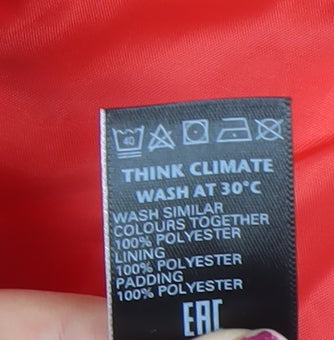 40
THINK CLIMATE
WASH AT 30°C
WASH SIMILAR
COLOURS TOGETHER
100% POLYESTER
LINING
100% POLYESTER
PADDING
100% POLYESTER
EAC